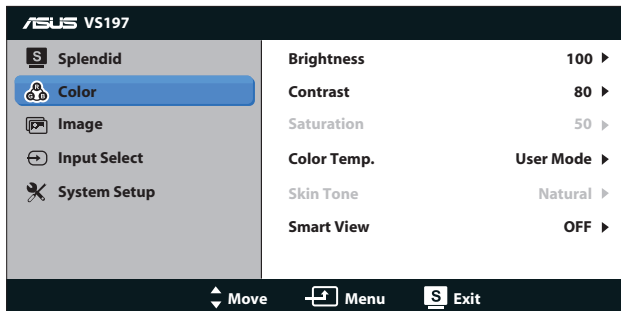 ASUS VS197
S Splendid
Color
Image
Input Select
System Setup
Brightness 100
Contrast 80
Saturation 50
Color Temp. User Mode
Skin Tone Natural
Smart View OFF
Move Menu S Exit